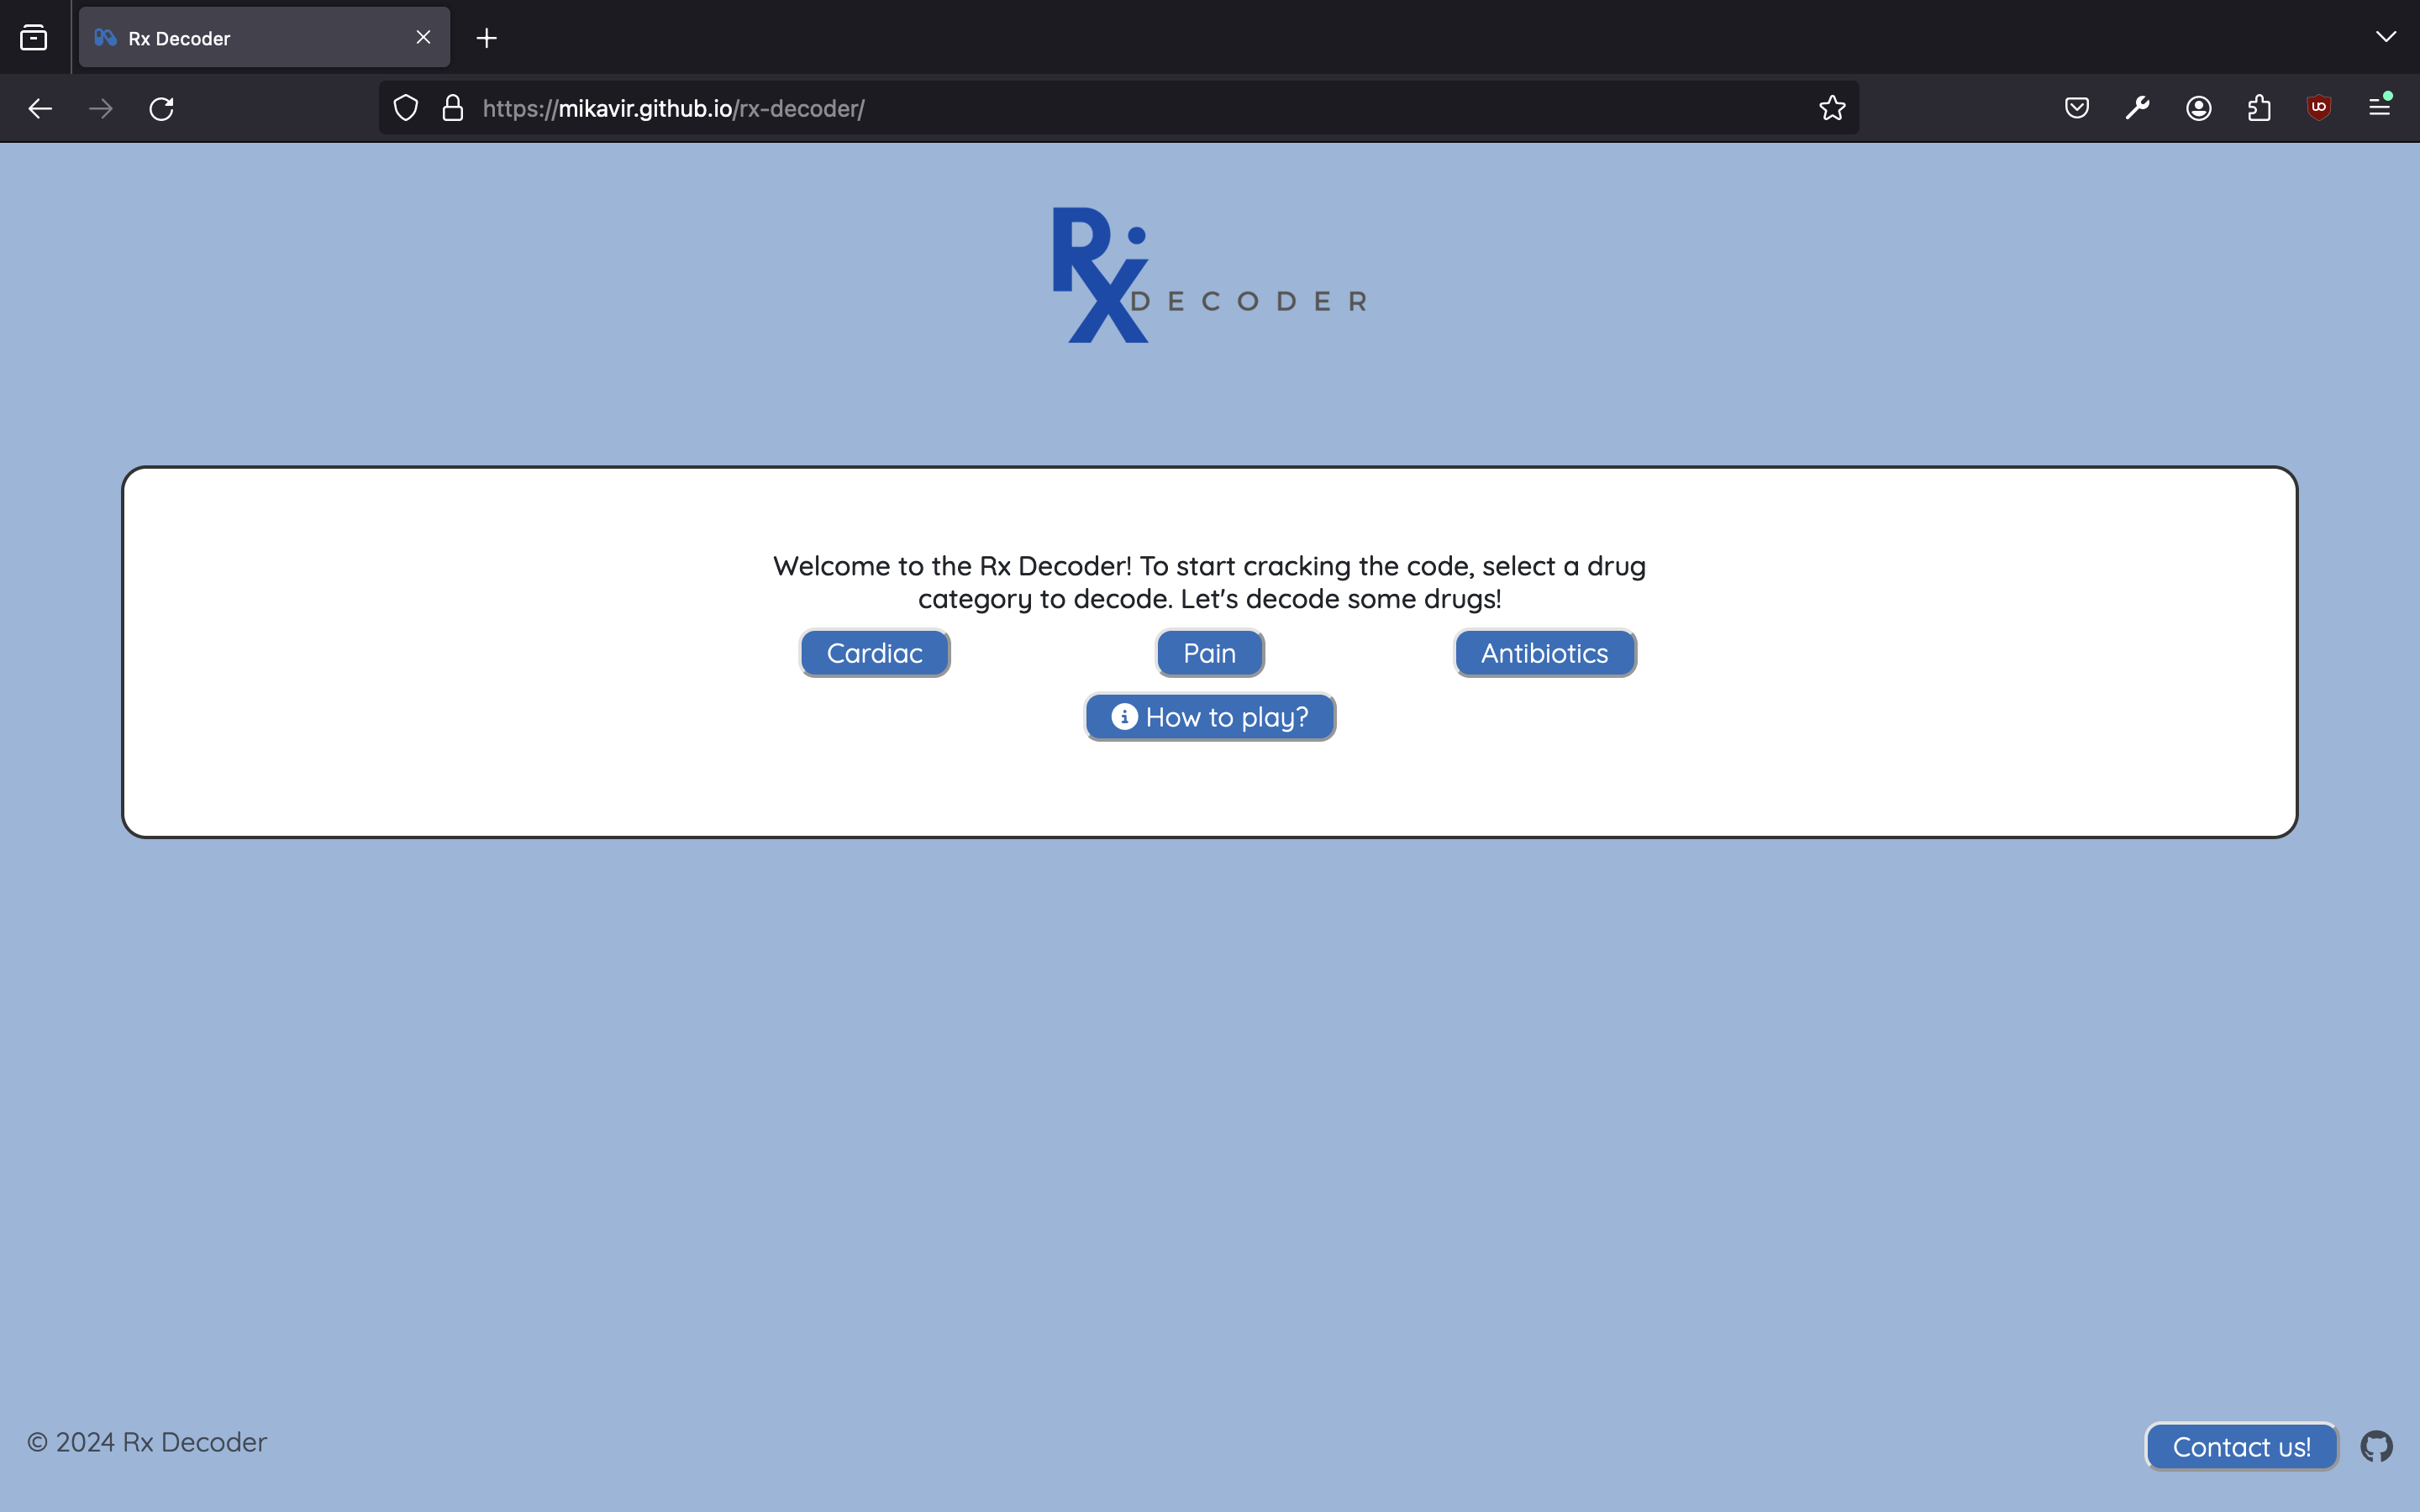 Rx Decoder
https://mikavir.github.io/rx-decoder/
Rx
DECODER
Welcome to the Rx Decoder! To start cracking the code, select a drug
category to decode. Let's decode some drugs!
Cardiac
Pain
Antibiotics
How to play?
© 2024 Rx Decoder
Contact us!